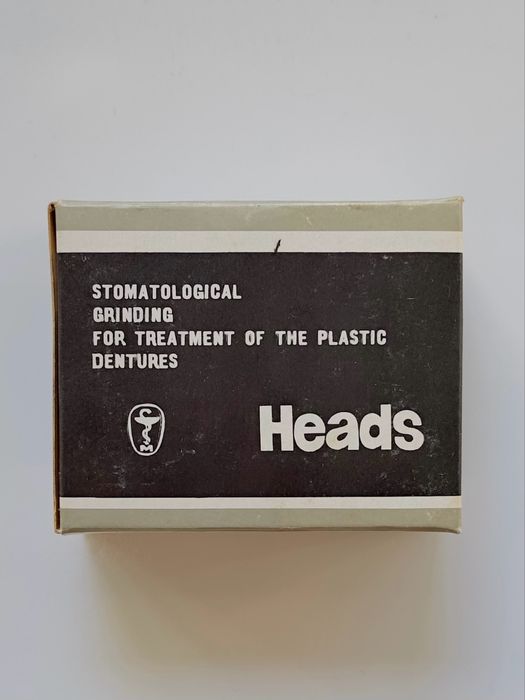 STOMATOLOGICAL
GRINDING
FOR TREATMENT OF THE PLASTIC
DENTURES
M
Heads